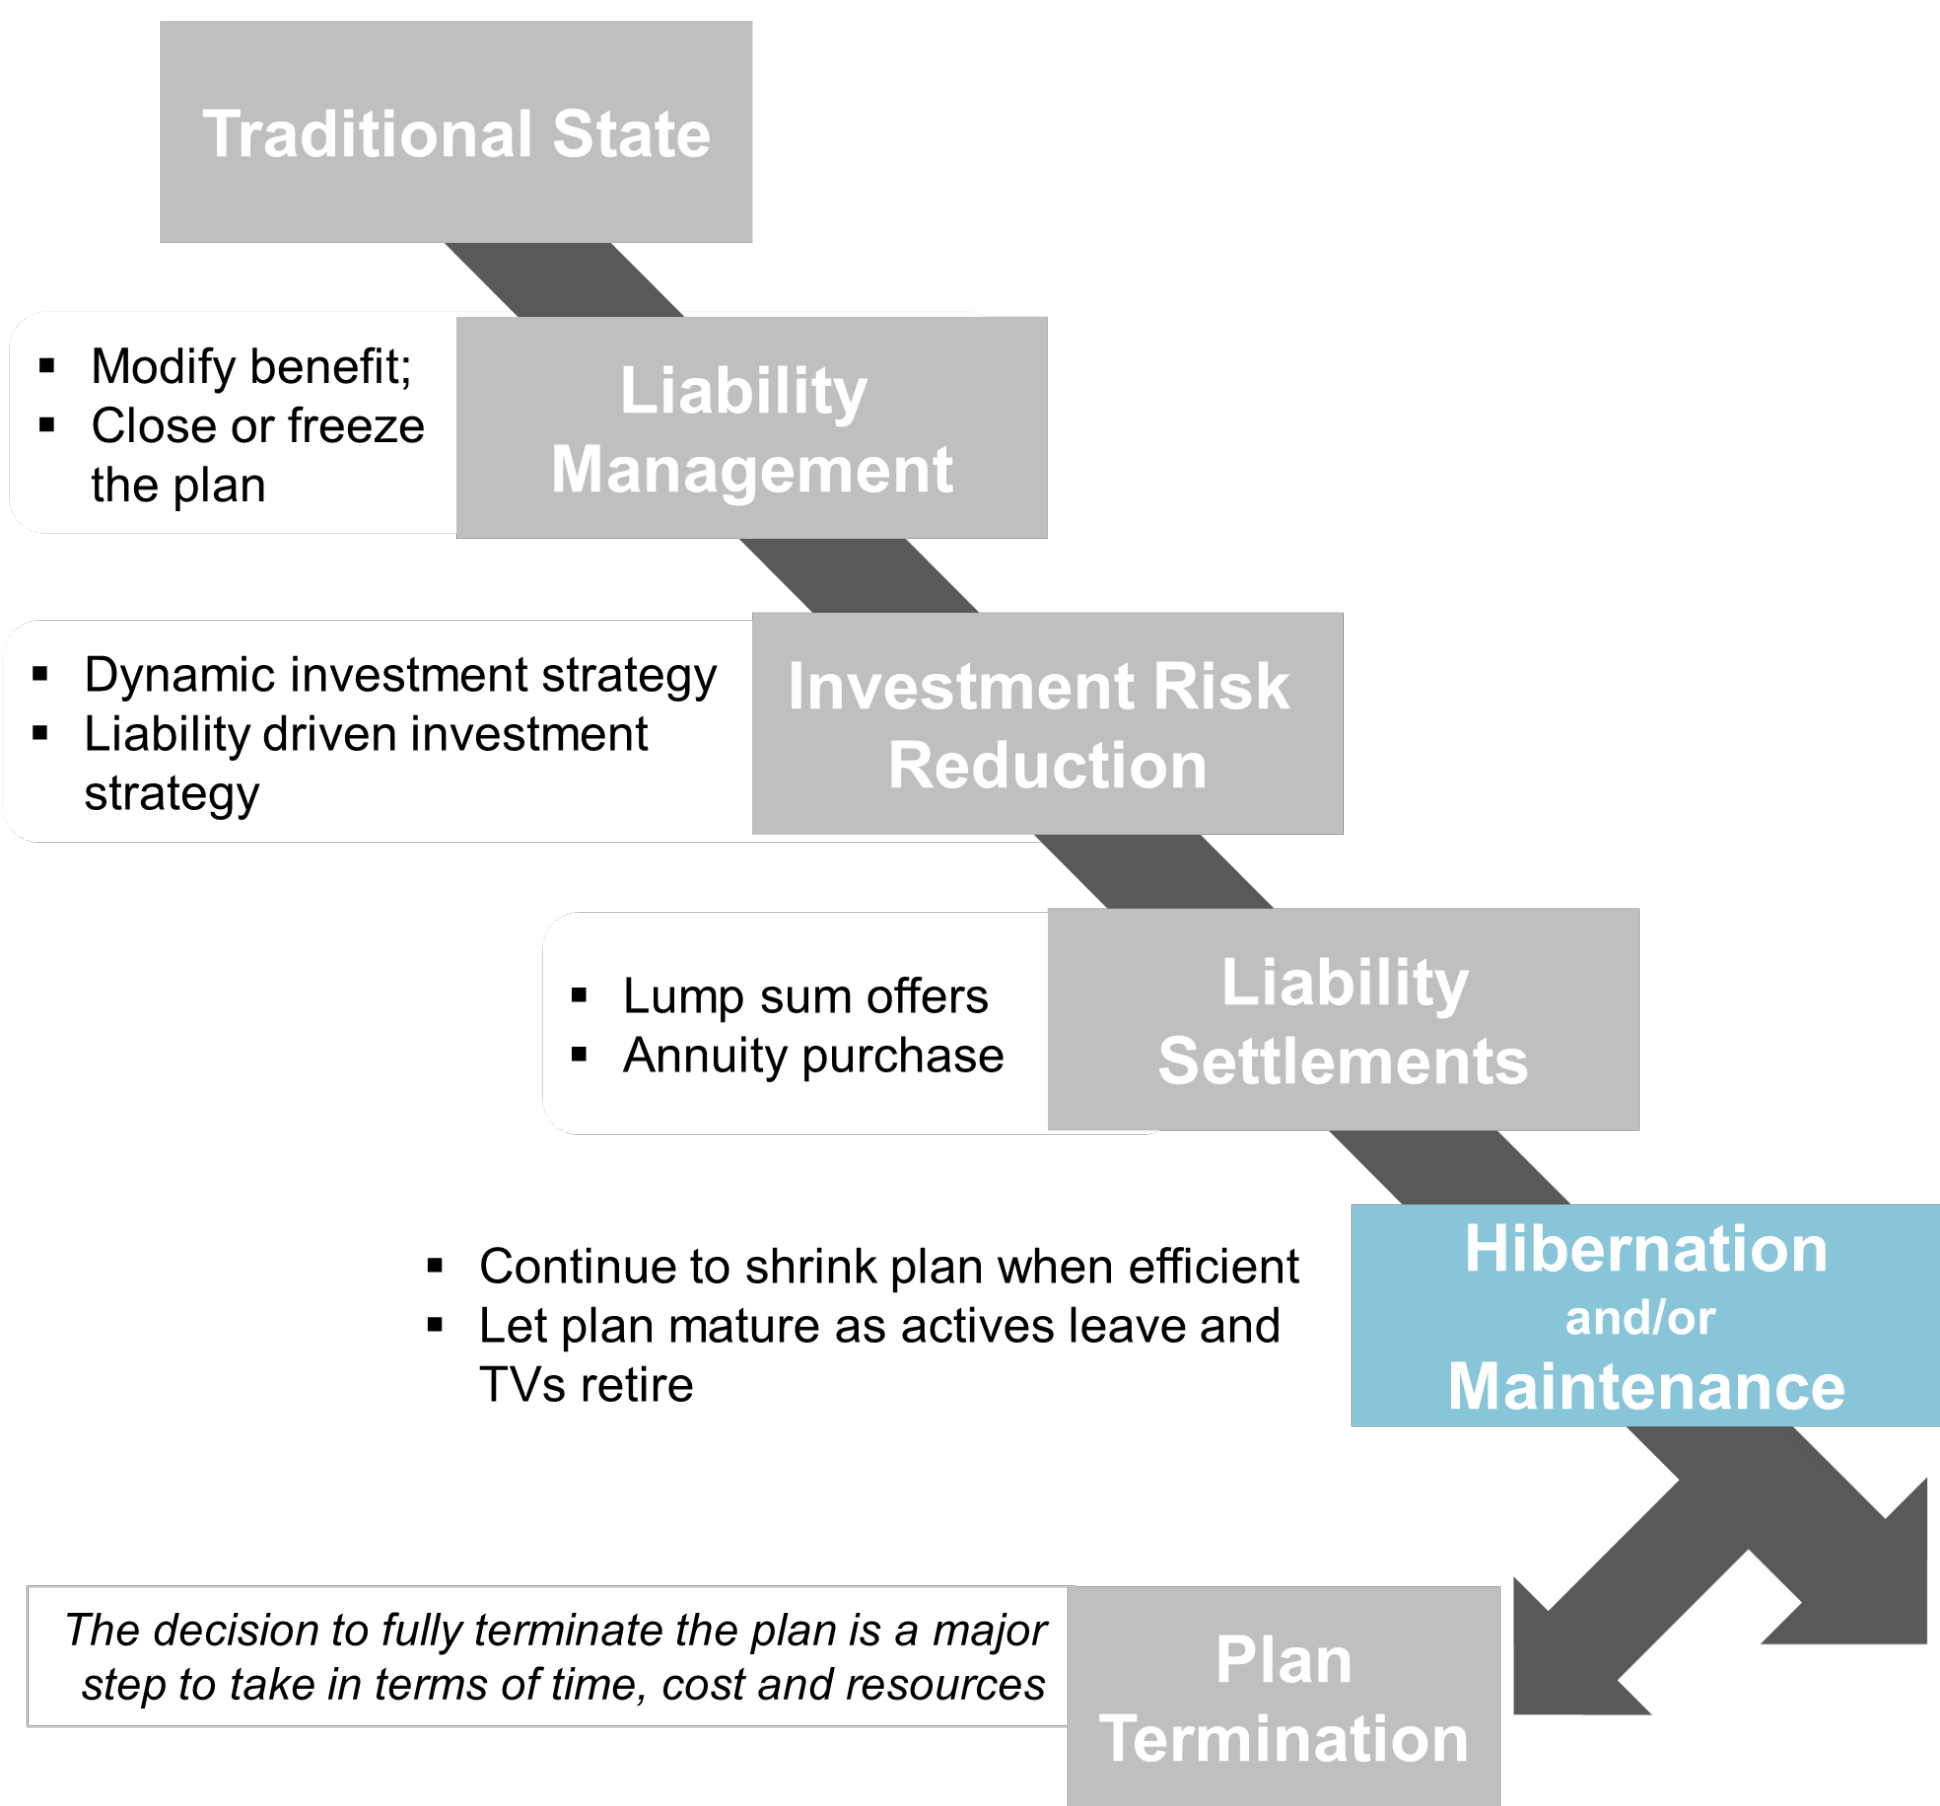 Traditional State
▪ Modify benefit;
▪ Close or freeze
the plan
Liability
Management
▪ Dynamic investment strategy
▪ Liability driven investment
strategy
Investment Risk
Reduction
▪ Lump sum offers
▪ Annuity purchase
Liability
Settlements
▪ Continue to shrink plan when efficient
▪ Let plan mature as actives leave and
TVs retire
Hibernation
and/or
Maintenance
The decision to fully terminate the plan is a major
step to take in terms of time, cost and resources
Plan
Termination